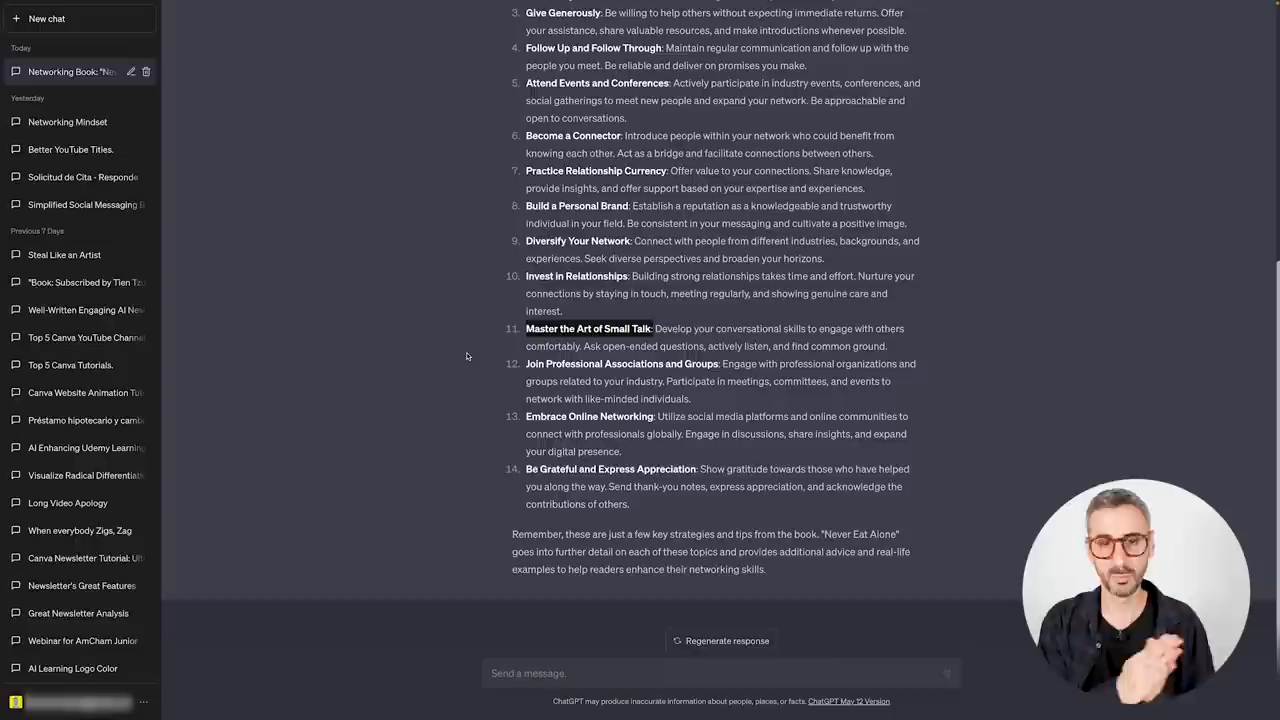 New chat
Today
Networking Book: "Nev
Yesterday
Networking Mindset
Better YouTube Titles.
Solicitud de Cita - Responde
Simplified Social Messaging B
Previous 7 Days
Steal Like an Artist
"Book: Subscribed by Tien Tzu
Well-Written Engaging AI New
Top 5 Canva YouTube Channe
Top 5 Canva Tutorials.
Canva Website Animation Tut
Préstamo hipotecario y camb
AI Enhancing Udemy Learning
Visualize Radical Differentials
Long Video Apology
When everybody Zigs, Zag
Canva Newsletter Tutorial: Ult
Newsletter's Great Features
Great Newsletter Analysis
Webinar for AmCham Junior
AI Learning Logo Color
3. Give Generously: Be willing to help others without expecting immediate returns. Offer
your assistance, share valuable resources, and make introductions whenever possible.
4. Follow Up and Follow Through: Maintain regular communication and follow up with the
people you meet. Be reliable and deliver on promises you make.
5. Attend Events and Conferences: Actively participate in industry events, conferences, and
social gatherings to meet new people and expand your network. Be approachable and
open to conversations.
6. Become a Connector: Introduce people within your network who could benefit from
knowing each other. Act as a bridge and facilitate connections between others.
7. Practice Relationship Currency: Offer value to your connections. Share knowledge,
provide insights, and offer support based on your expertise and experiences.
8. Build a Personal Brand: Establish a reputation as a knowledgeable and trustworthy
individual in your field. Be consistent in your messaging and cultivate a positive image.
9. Diversify Your Network: Connect with people from different industries, backgrounds, and
experiences. Seek diverse perspectives and broaden your horizons.
10. Invest in Relationships: Building strong relationships takes time and effort. Nurture your
connections by staying in touch, meeting regularly, and showing genuine care and
interest.
11. Master the Art of Small Talk: Develop your conversational skills to engage with others
comfortably. Ask open-ended questions, actively listen, and find common ground.
12. Join Professional Associations and Groups: Engage with professional organizations and
groups related to your industry. Participate in meetings, committees, and events to
network with like-minded individuals.
13. Embrace Online Networking: Utilize social media platforms and online communities to
connect with professionals globally. Engage in discussions, share insights, and expand
your digital presence.
14. Be Grateful and Express Appreciation: Show gratitude towards those who have helped
you along the way. Send thank-you notes, express appreciation, and acknowledge the
contributions of others.
Remember, these are just a few key strategies and tips from the book. "Never Eat Alone"
goes into further detail on each of these topics and provides additional advice and real-life
examples to help readers enhance their networking skills.
Regenerate response
Send a message.
ChatGPT may produce inaccurate information about people, places, or facts. ChatGPT May 12 Version